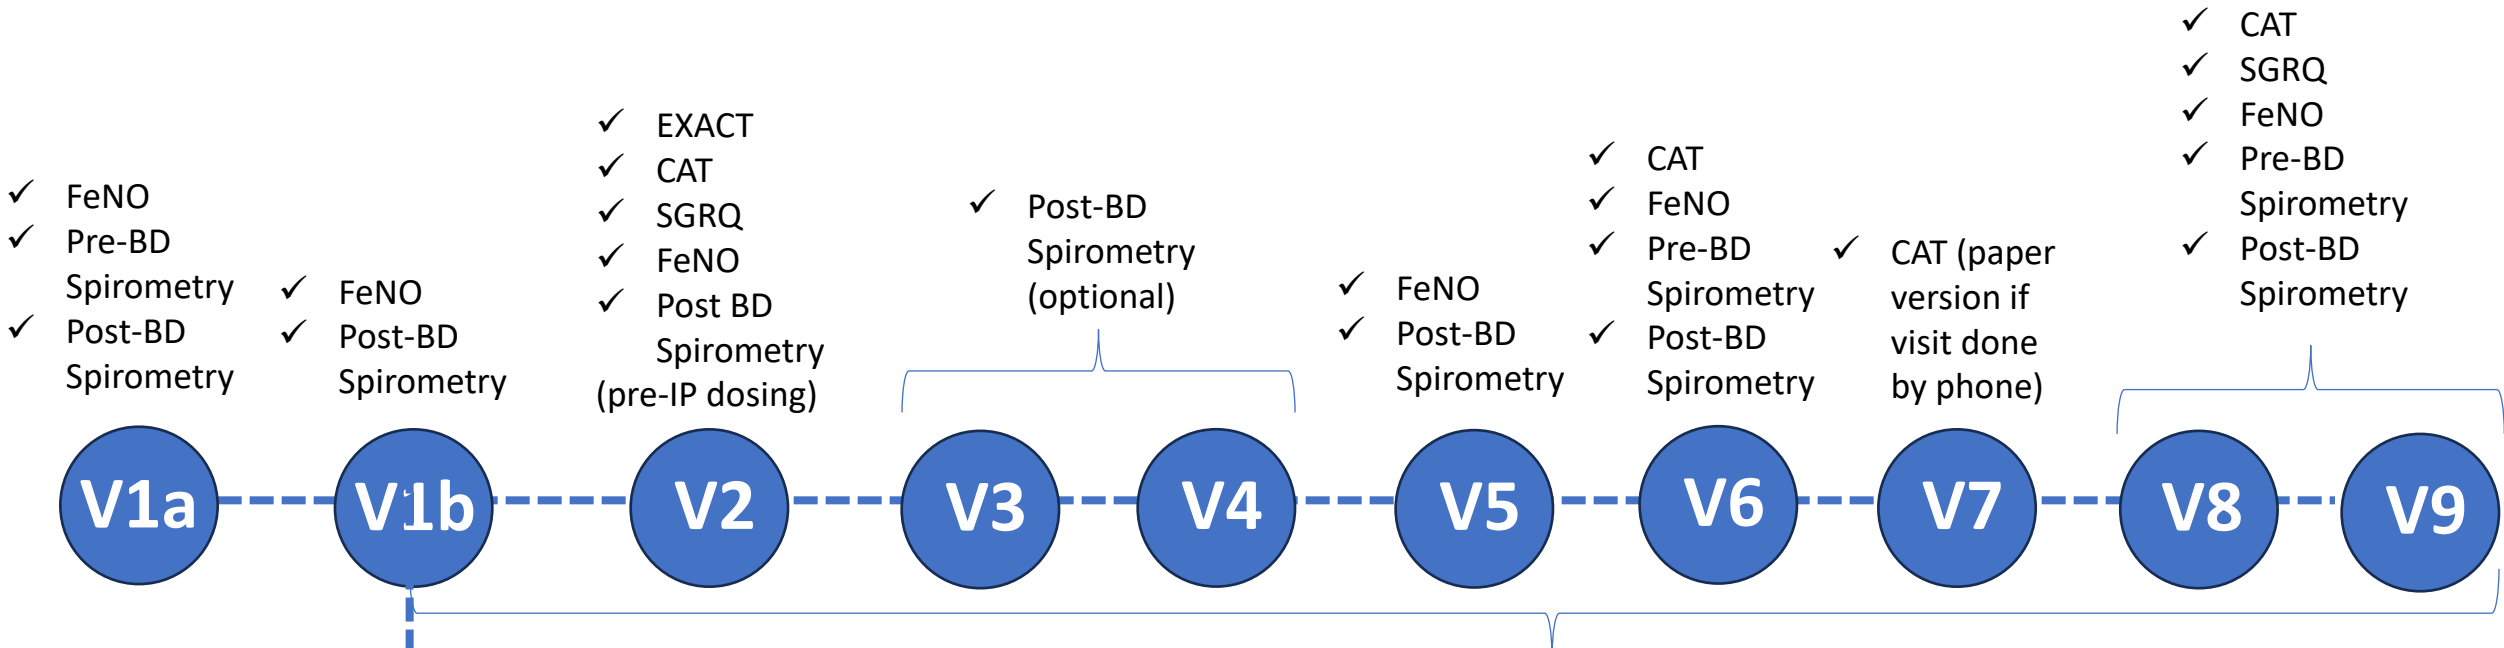 ✓ FeNO
✓ Pre-BD
Spirometry
✓ Post-BD
Spirometry
✓ FeNO
✓ Post-BD
Spirometry
✓ EXACT
✓ CAT
✓ SGRQ
✓ FeNO
✓ Post BD
Spirometry
(pre-IP dosing)
✓ Post-BD
Spirometry
(optional)
✓ FeNO
✓ Post-BD
Spirometry
✓ CAT
✓ FeNO
✓ Pre-BD
Spirometry
✓ Post-BD
Spirometry
✓ CAT (paper
version if
visit done
by phone)
✓ CAT
✓ SGRQ
✓ FeNO
✓ Pre-BD
Spirometry
✓ Post-BD
Spirometry
V1a
V1b
V2
V3
V4
V5
V6
V7
V8
V9